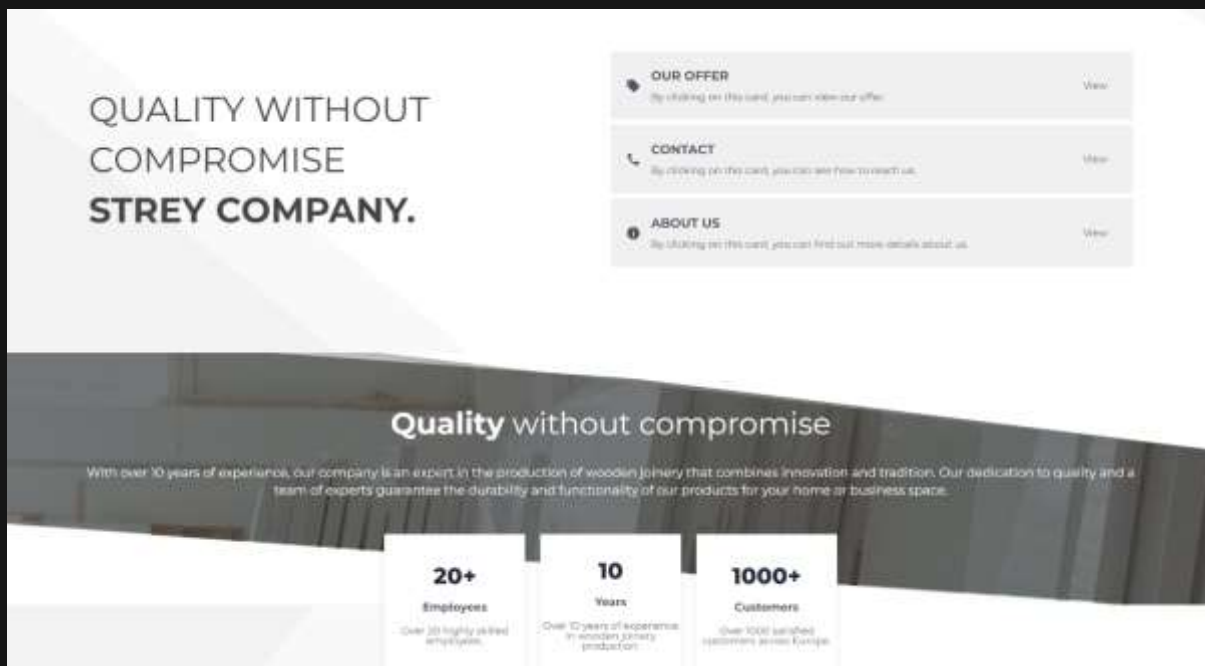 QUALITY WITHOUT
COMPROMISE
STREY COMPANY.
OUR OFFER
By clicking on this card, you can view our offer.
View
CONTACT
By clicking on this card, you can see how to reach us.
View
ABOUT US
By clicking on this card, you can find out more details about us.
View
Quality without compromise
With over 10 years of experience, our company is an expert in the production of wooden joinery that combines innovation and tradition. Our dedication to quality and a
team of experts guarantee the durability and functionality of our products for your home or business space.
20+
Employees
Over 20 highly skilled
employees.
10
Years
Over 10 years of experience
in wooden joinery
production
1000+
Customers
Over 1000 satisfied
customers across Europe.